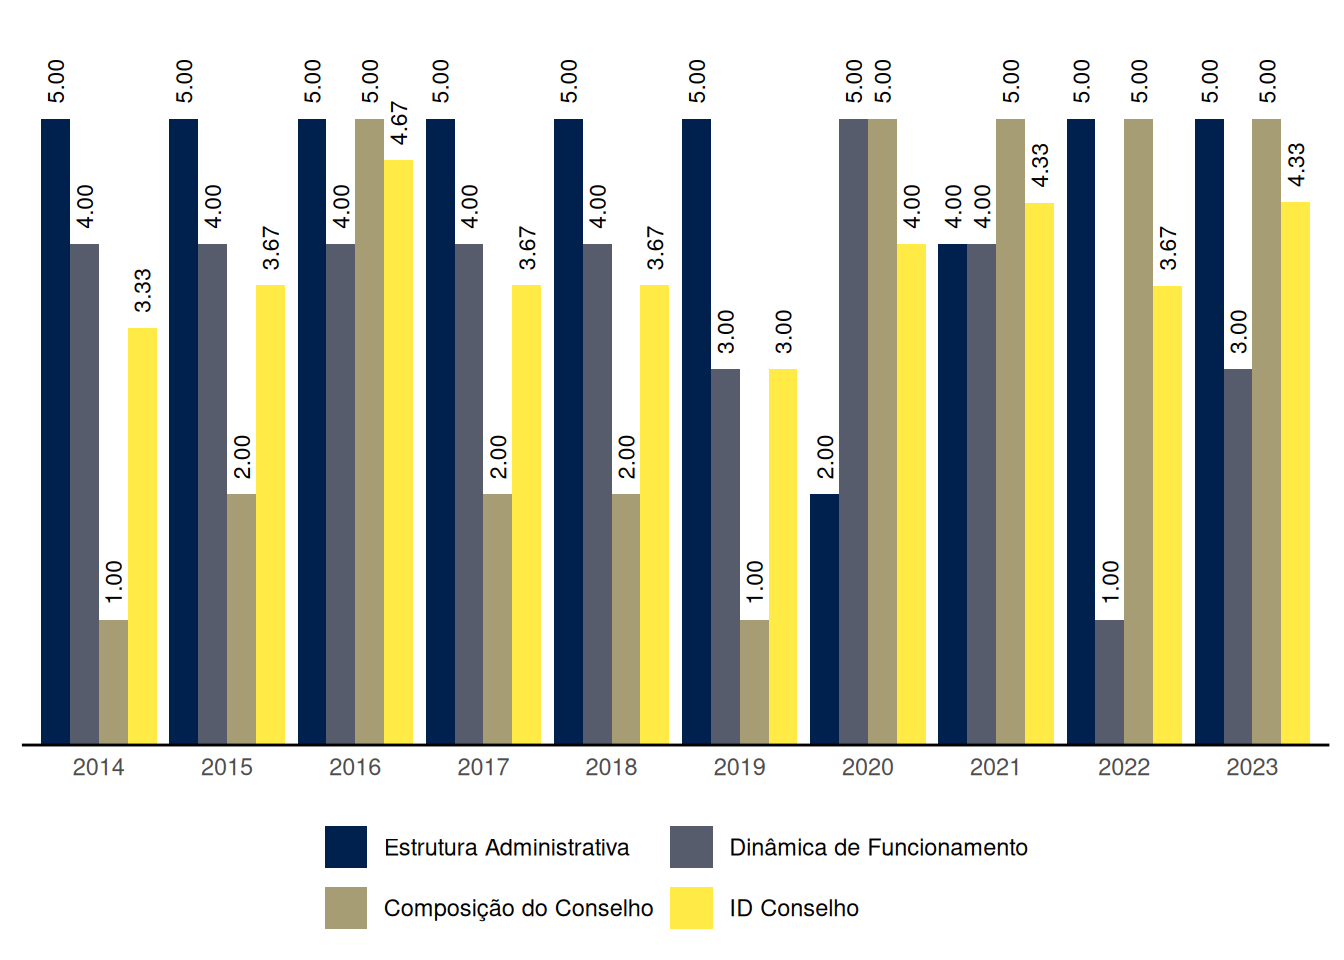 5.00 4.00 1.00 3.33
5.00 4.00 2.00 3.67
5.00 4.00 5.00 4.67
5.00 4.00 2.00 3.67
5.00 4.00 2.00 3.67
5.00 3.00 1.00 3.00
2.00 5.00 5.00 4.00
4.00 4.00 5.00 4.33
5.00 1.00 5.00 3.67
5.00 3.00 5.00 4.33
2014 2015 2016 2017 2018 2019 2020 2021 2022 2023
Estrutura Administrativa Dinâmica de Funcionamento
Composição do Conselho ID Conselho